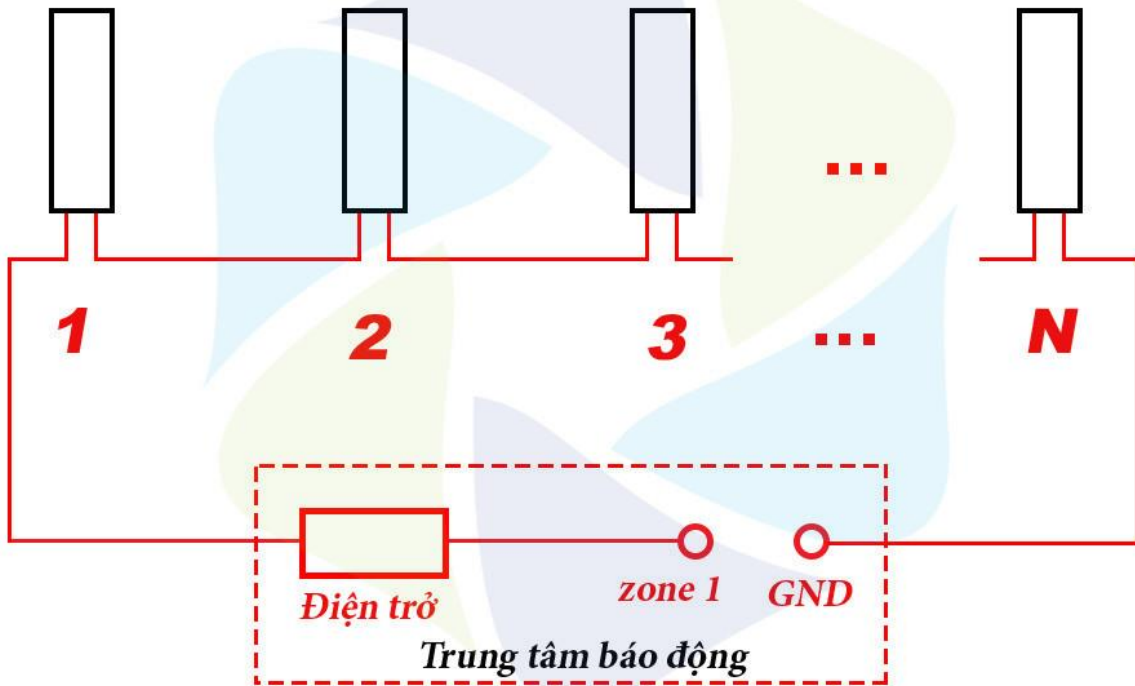 ...
1 2 3 ... N
zone 1 GND
Điện trở
Trung tâm báo động